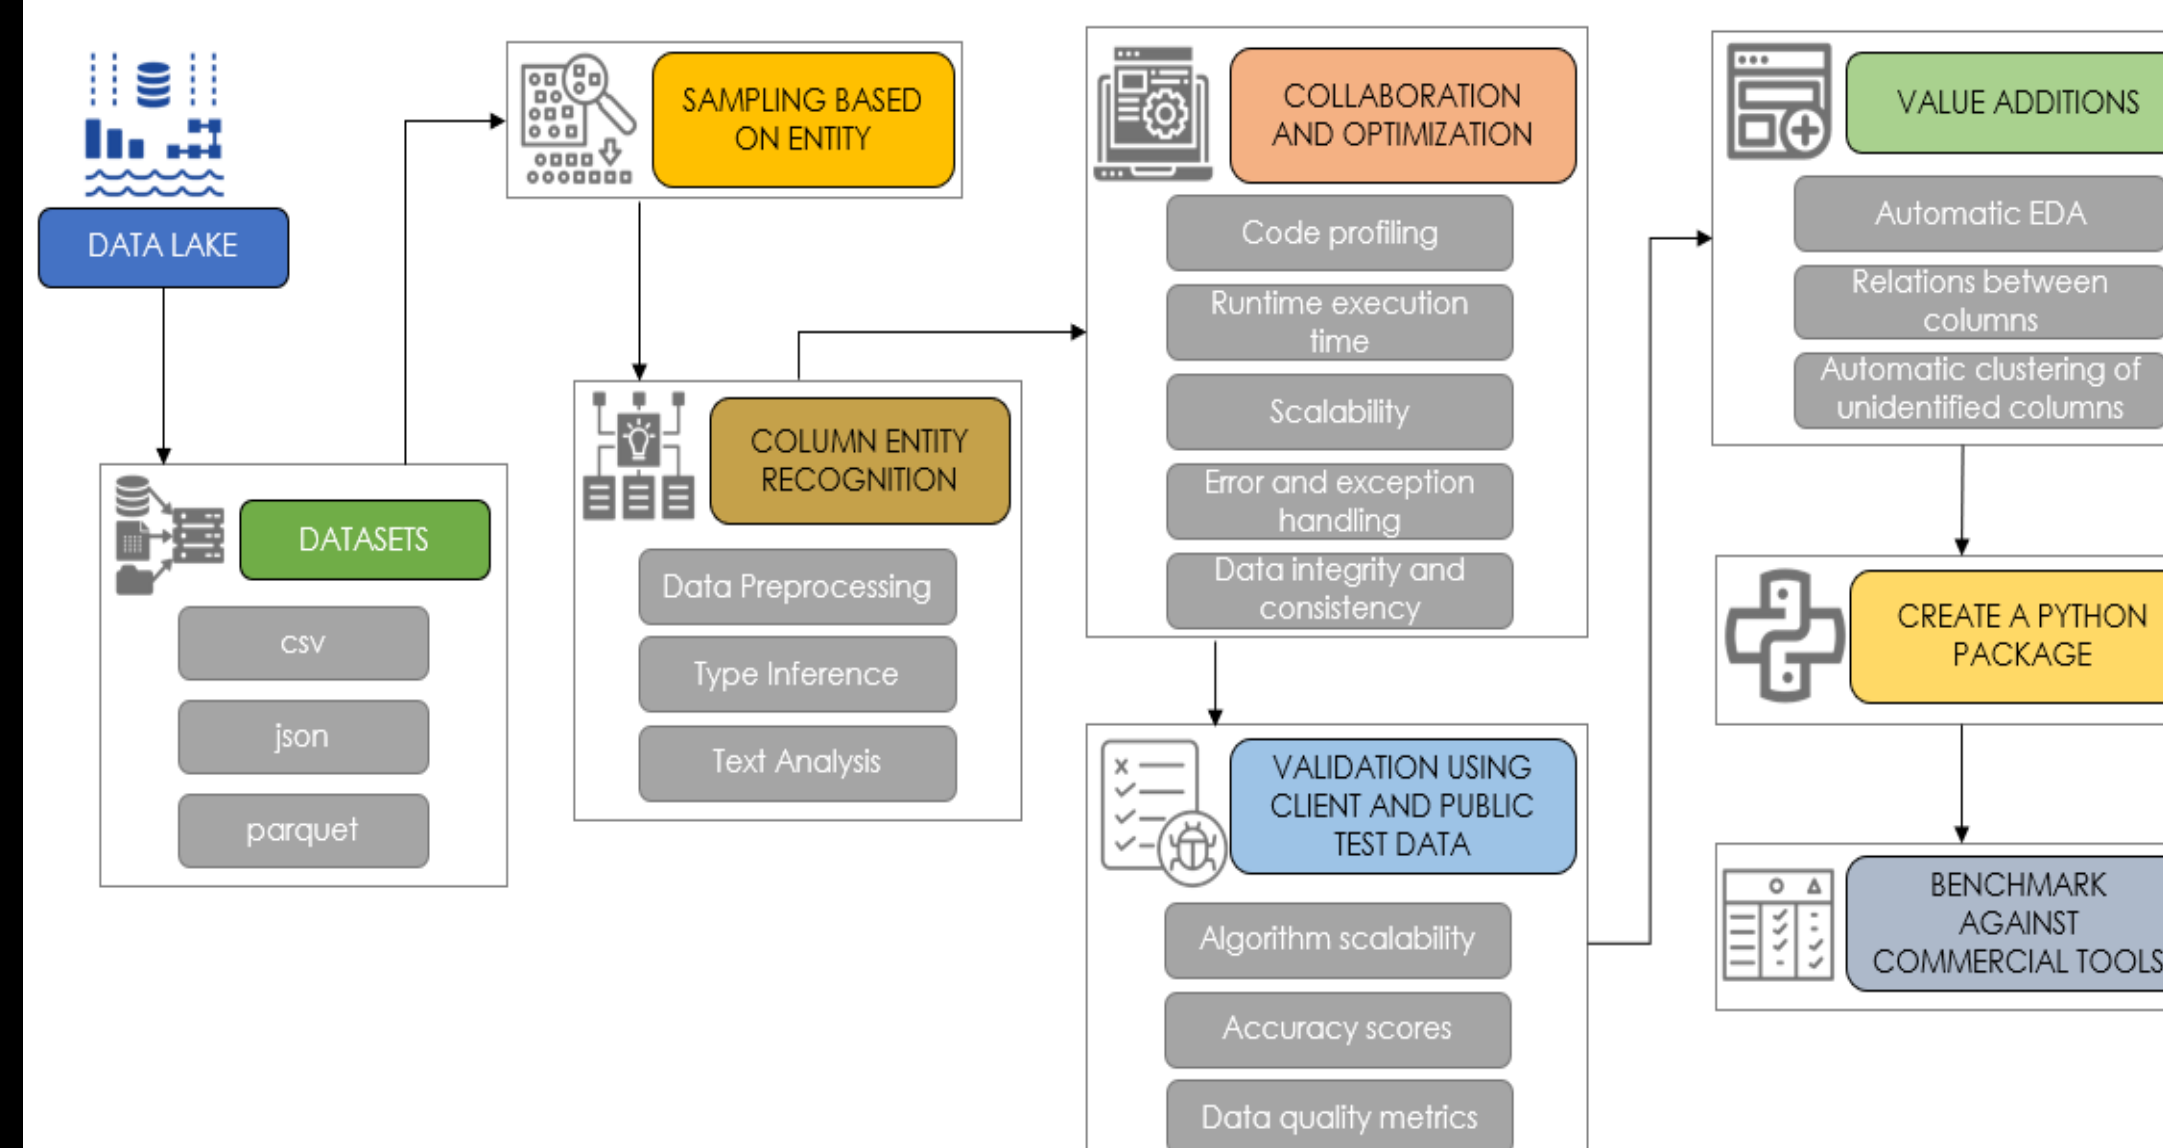 DATA LAKE
DATASETS
csv
json
parquet
SAMPLING BASED
ON ENTITY
COLUMN ENTITY
RECOGNITION
Data Preprocessing
Type Inference
Text Analysis
COLLABORATION
AND OPTIMIZATION
Code profiling
Runtime execution
time
Scalability
Error and exception
handling
Data integrity and
consistency
VALIDATION USING
CLIENT AND PUBLIC
TEST DATA
Algorithm scalability
Accuracy scores
Data quality metrics
VALUE ADDITIONS
Automatic EDA
Relations between
columns
Automatic clustering of
unidentified columns
CREATE A PYTHON
PACKAGE
BENCHMARK
AGAINST
COMMERCIAL TOOLS